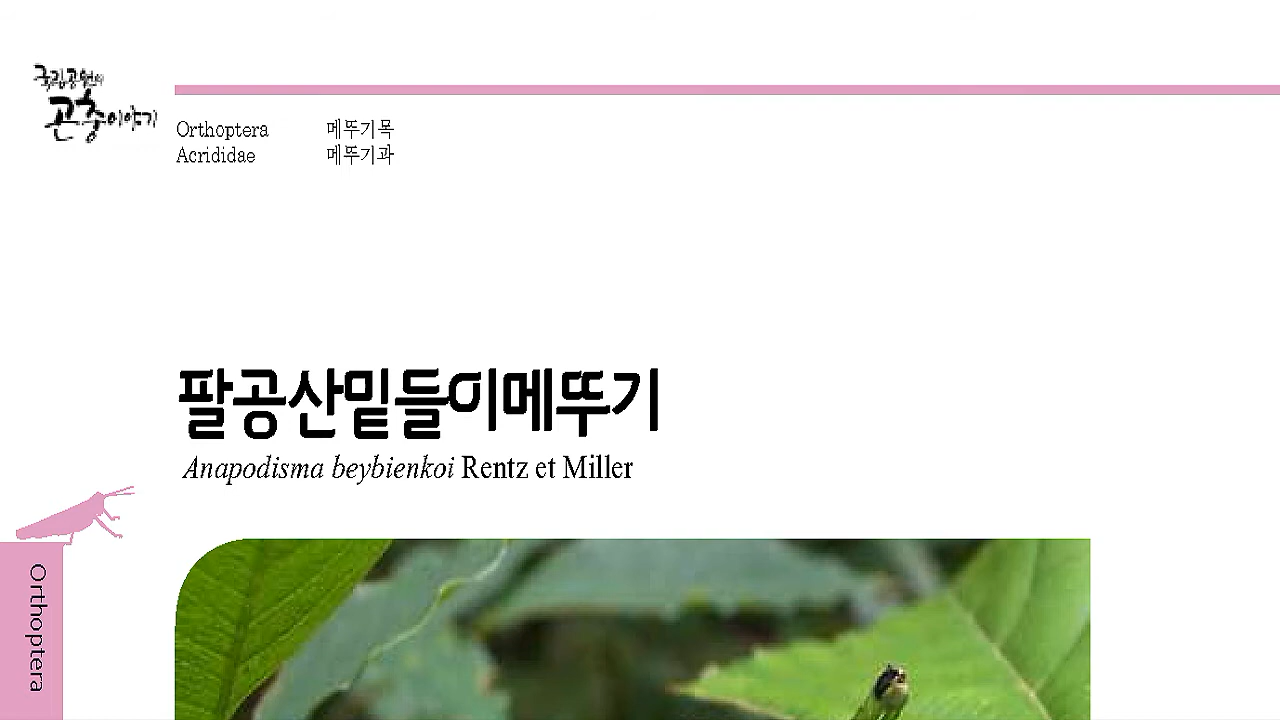 국립공원의
곤충이야기
Orthoptera 메뚜기목
Acrididae 메뚜기과
팔공산밑들이메뚜기
Anapodisma beybienkoi Rentz et Miller
Orthoptera